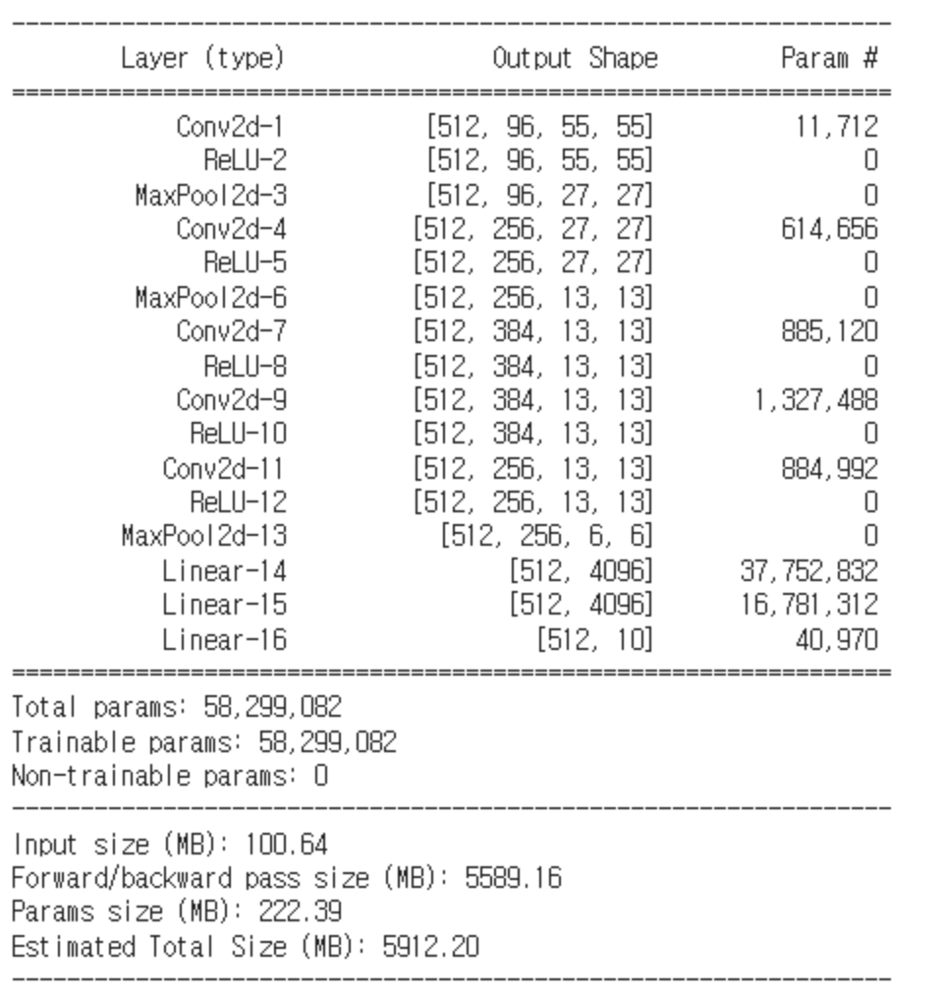 ----------------------------------------------------------------
Layer (type) Output Shape Param #
================================================================
Conv2d-1 [512, 96, 55, 55] 11,712
ReLU-2 [512, 96, 55, 55] 0
MaxPool2d-3 [512, 96, 27, 27] 0
Conv2d-4 [512, 256, 27, 27] 614,656
ReLU-5 [512, 256, 27, 27] 0
MaxPool2d-6 [512, 256, 13, 13] 0
Conv2d-7 [512, 384, 13, 13] 885,120
ReLU-8 [512, 384, 13, 13] 0
Conv2d-9 [512, 384, 13, 13] 1,327,488
ReLU-10 [512, 384, 13, 13] 0
Conv2d-11 [512, 256, 13, 13] 884,992
ReLU-12 [512, 256, 13, 13] 0
MaxPool2d-13 [512, 256, 6, 6] 0
Linear-14 [512, 4096] 37,752,832
Linear-15 [512, 4096] 16,781,312
Linear-16 [512, 10] 40,970
================================================================
Total params: 58,299,082
Trainable params: 58,299,082
Non-trainable params: 0
----------------------------------------------------------------
Input size (MB): 100.64
Forward/backward pass size (MB): 5589.16
Params size (MB): 222.39
Estimated Total Size (MB): 5912.20
----------------------------------------------------------------